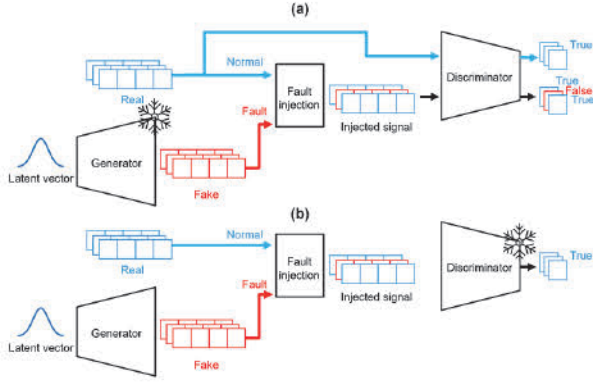 (a)
Real
Normal
Fault
injection
Injected signal
Discriminator
True
True
False
True
Latent vector
Generator
Fake
Fault
(b)
Real
Normal
Fault
injection
Injected signal
Discriminator
True
Latent vector
Generator
Fake
Fault